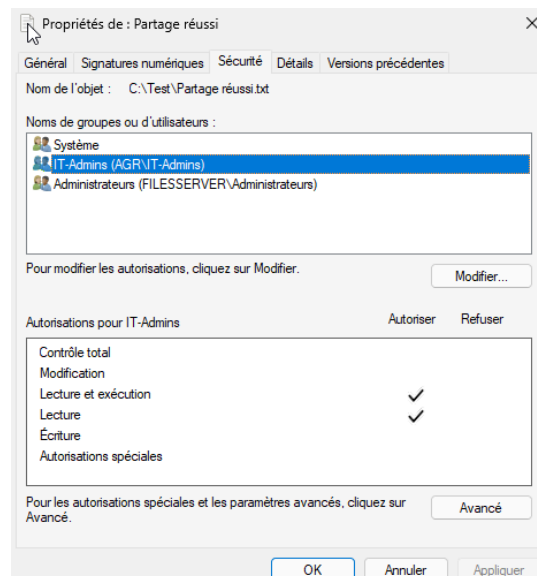 Propriétés de : Partage réussi
Général Signatures numériques Sécurité Détails Versions précédentes
Nom de l'objet : C:\Test\Partage réussi.txt
Noms de groupes ou d'utilisateurs :
Système
IT-Admins (AGR\IT-Admins)
Administrateurs (FILESSERVER\Administrateurs)
Pour modifier les autorisations, cliquez sur Modifier.
Modifier...
Autorisations pour IT-Admins Autoriser Refuser
Contrôle total
Modification
Lecture et exécution
Lecture
Écriture
Autorisations spéciales
Pour les autorisations spéciales et les paramètres avancés, cliquez sur
Avancé.
Avancé
OK Annuler Appliquer